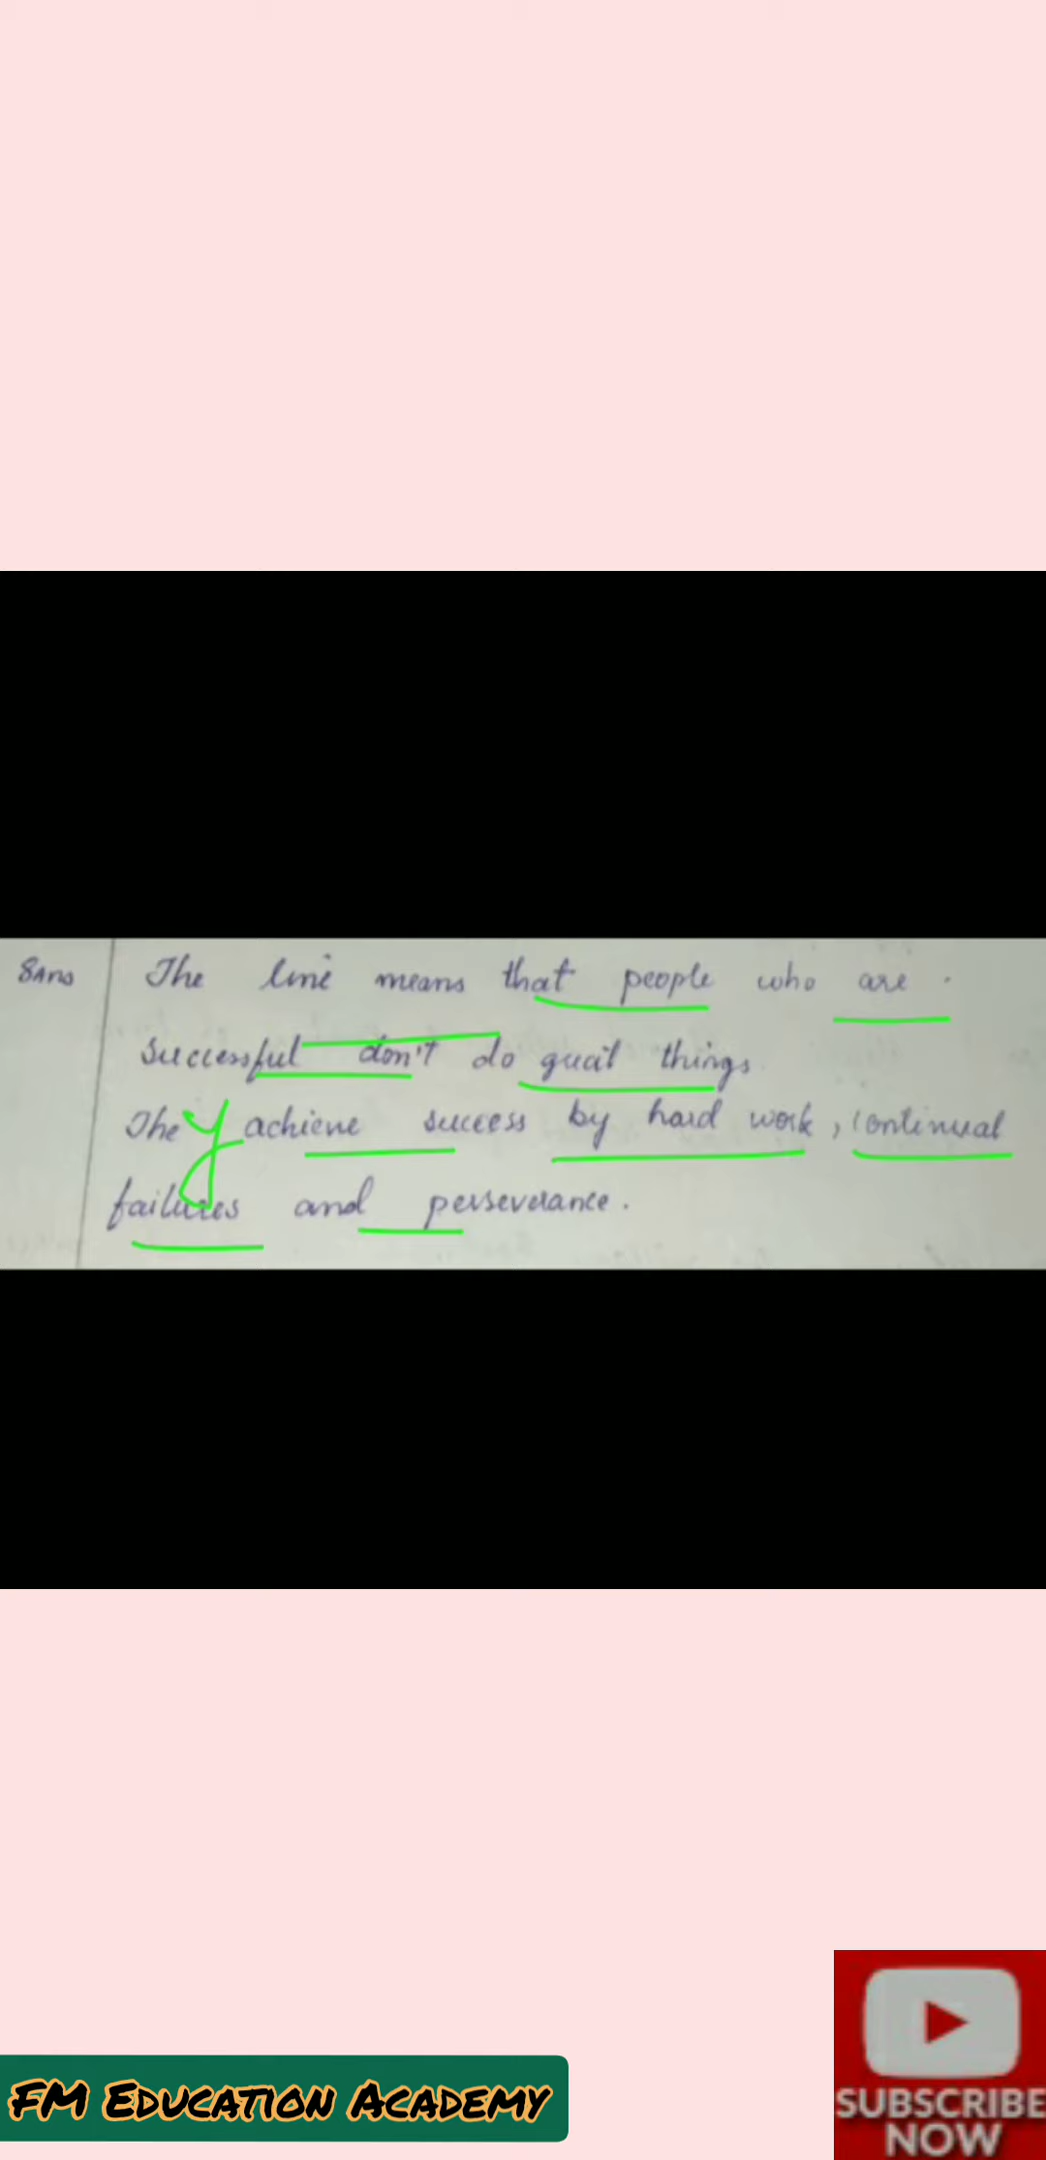 8Ans The line means that people who are
successful don't do great things.
They achieve success by hard work, continual
failures and perseverance.
FM EDUCATION ACADEMY
SUBSCRIBE
NOW